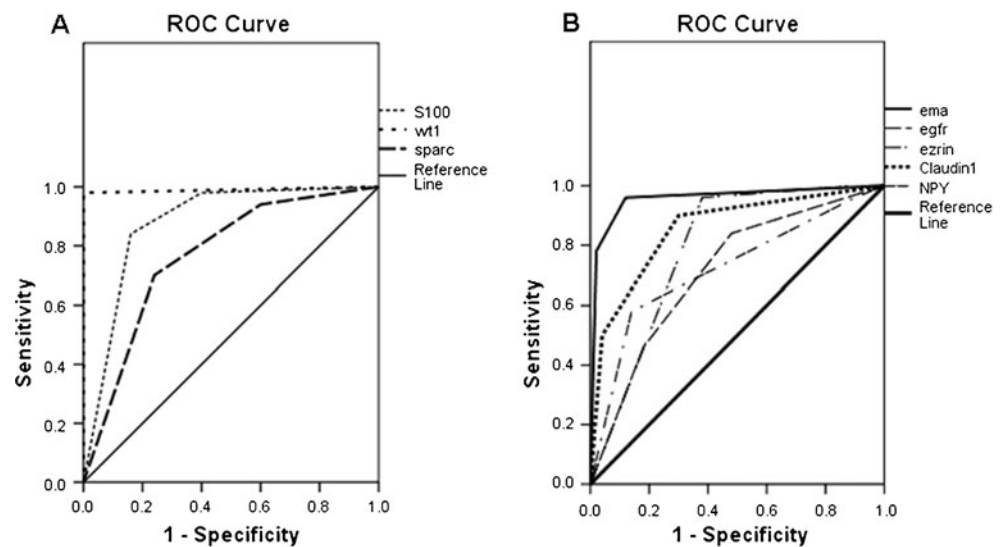 A
ROC Curve
S100
wt1
sparc
Reference
Line
1.0
0.8
0.6
0.4
0.2
0.0
Sensitivity
0.0 0.2 0.4 0.6 0.8 1.0
1 - Specificity
B
ROC Curve
ema
egfr
ezrin
Claudin1
NPY
Reference
Line
1.0
0.8
0.6
0.4
0.2
0.0
Sensitivity
0.0 0.2 0.4 0.6 0.8 1.0
1 - Specificity